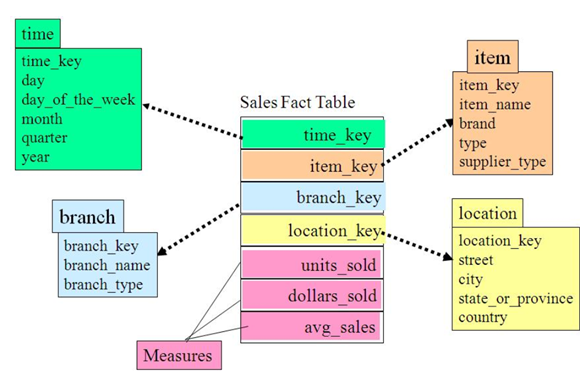 time
time_key
day
day_of_the_week
month
quarter
year
item
item_key
item_name
brand
type
supplier_type
Sales Fact Table
time_key
item_key
branch_key
location_key
units_sold
dollars_sold
avg_sales
branch
branch_key
branch_name
branch_type
location
location_key
street
city
state_or_province
country
Measures